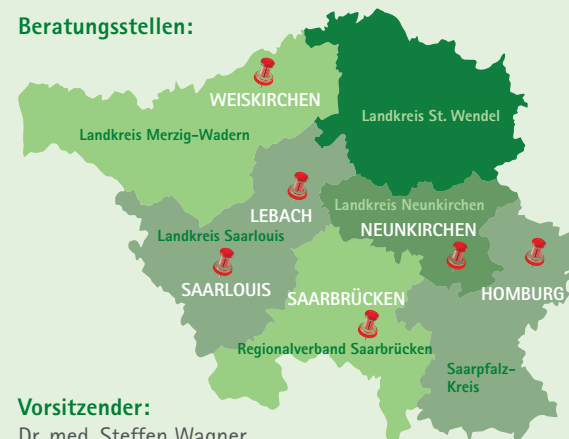 Beratungsstellen:
WEISKIRCHEN
Landkreis St. Wendel
Landkreis Merzig-Wadern
Landkreis Neunkirchen
LEBACH
NEUNKIRCHEN
Landkreis Saarlouis
SAARLOUIS
SAARBRÜCKEN
HOMBURG
Regionalverband Saarbrücken
Saarpfalz-
Kreis
Vorsitzender:
Dr. med. Steffen Wagner